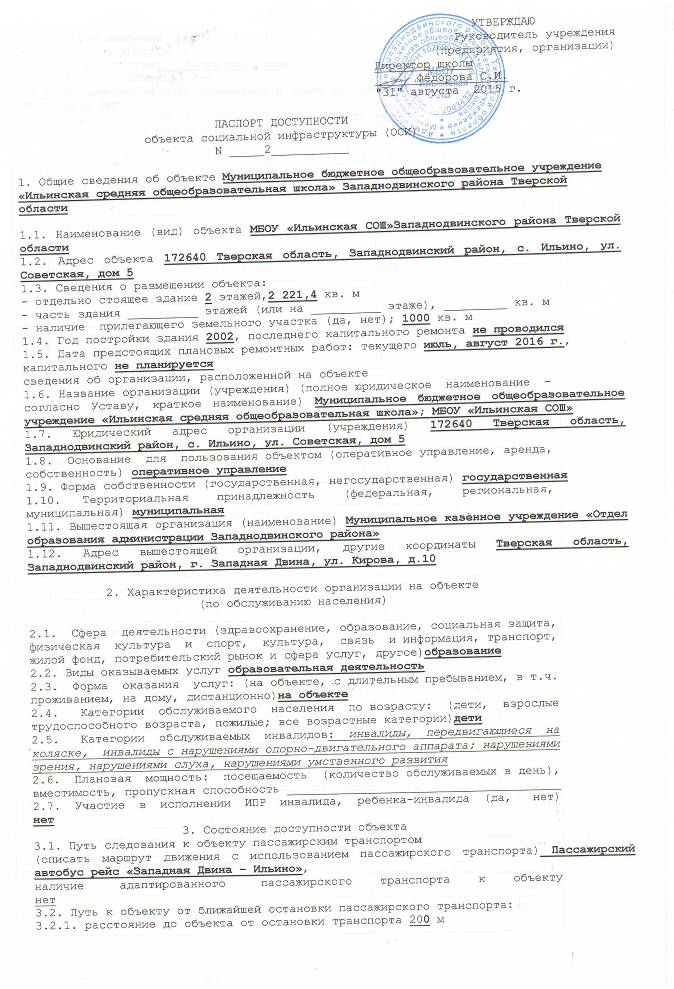 УТВЕРЖДАЮ
Руководитель учреждения
(предприятия, организации)
Директор школы
Федорова С.И.
"31" августа 2015 г.
ПАСПОРТ ДОСТУПНОСТИ
объекта социальной инфраструктуры (ОСИ)
N _____2___________
1. Общие сведения об объекте Муниципальное бюджетное общеобразовательное учреждение
«Ильинская средняя общеобразовательная школа» Западнодвинского района Тверской
области
1.1. Наименование (вид) объекта МБОУ «Ильинская СОШ»Западнодвинского района Тверской
области
1.2. Адрес объекта 172640 Тверская область, Западнодвинский район, с. Ильино, ул.
Советская, дом 5
1.3. Сведения о размещении объекта:
- отдельно стоящее здание 2 этажей,2 221,4 кв. м
- часть здания __________ этажей (или на __________ этаже), _________ кв. м
- наличие прилегающего земельного участка (да, нет); 1000 кв. м
1.4. Год постройки здания 2002, последнего капитального ремонта не проводился
1.5. Дата предстоящих плановых ремонтных работ: текущего июль, август 2016 г.,
капитального не планируется
сведения об организации, расположенной на объекте
1.6. Название организации (учреждения) (полное юридическое наименование -
согласно Уставу, краткое наименование) Муниципальное бюджетное общеобразовательное
учреждение «Ильинская средняя общеобразовательная школа»; МБОУ «Ильинская СОШ»
1.7. Юридический адрес организации (учреждения) 172640 Тверская область,
Западнодвинский район, с. Ильино, ул. Советская, дом 5
1.8. Основание для пользования объектом (оперативное управление, аренда,
собственность) оперативное управление
1.9. Форма собственности (государственная, негосударственная) государственная
1.10. Территориальная принадлежность (федеральная, региональная,
муниципальная) муниципальная
1.11. Вышестоящая организация (наименование) Муниципальное казенное учреждение «Отдел
образования администрации Западнодвинского района»
1.12. Адрес вышестоящей организации, другие координаты Тверская область,
Западнодвинский район, г. Западная Двина, ул. Кирова, д.10
2. Характеристика деятельности организации на объекте
(по обслуживанию населения)
2.1. Сфера деятельности (здравоохранение, образование, социальная защита,
физическая культура и спорт, культура, связь и информация, транспорт,
жилой фонд, потребительский рынок и сфера услуг, другое)образование
2.2. Виды оказываемых услуг образовательная деятельность
2.3. Форма оказания услуг: (на объекте, с длительным пребыванием, в т.ч.
проживанием, на дому, дистанционно)на объекте
2.4. Категории обслуживаемого населения по возрасту: (дети, взрослые
трудоспособного возраста, пожилые; все возрастные категории)дети
2.5. Категории обслуживаемых инвалидов: инвалиды, передвигающиеся на
коляске, инвалиды с нарушениями опорно-двигательного аппарата; нарушениями
зрения, нарушениями слуха, нарушениями умственного развития
2.6. Плановая мощность: посещаемость (количество обслуживаемых в день),
вместимость, пропускная способность ______________________
2.7. Участие в исполнении ИПР инвалида, ребенка-инвалида (да, нет)
нет
3. Состояние доступности объекта
3.1. Путь следования к объекту пассажирским транспортом
(описать маршрут движения с использованием пассажирского транспорта) Пассажирский
автобус рейс «Западная Двина – Ильино»,
наличие адаптированного пассажирского транспорта к объекту
нет
3.2. Путь к объекту от ближайшей остановки пассажирского транспорта:
3.2.1. расстояние до объекта от остановки транспорта 200 м